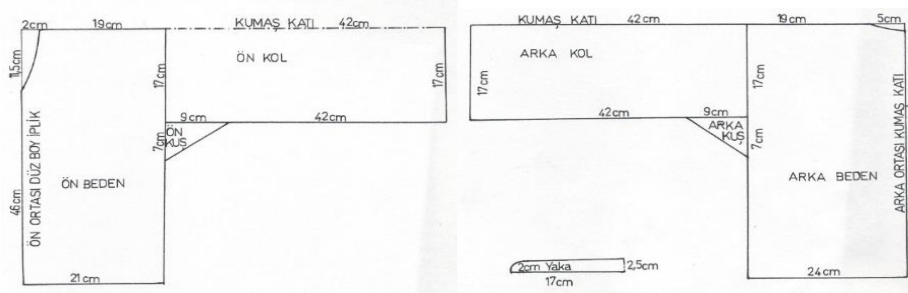 2cm 19cm KUMAŞ KATI 42cm
ÖN KOL
11,5cm
17cm
17cm
9cm 42cm
ÖN KUŞ
7cm
ÖN ORTASI DÜZ BOY İPLİK
ÖN BEDEN
46cm
21cm
KUMAŞ KATI 42cm 19cm 5cm
ARKA KOL
17cm
17cm
42cm 9cm
ARKA KUŞ
7cm
ARKA BEDEN
ARKA ORTASI KUMAŞ KATI
24cm
2cm Yaka 2,5cm
17cm